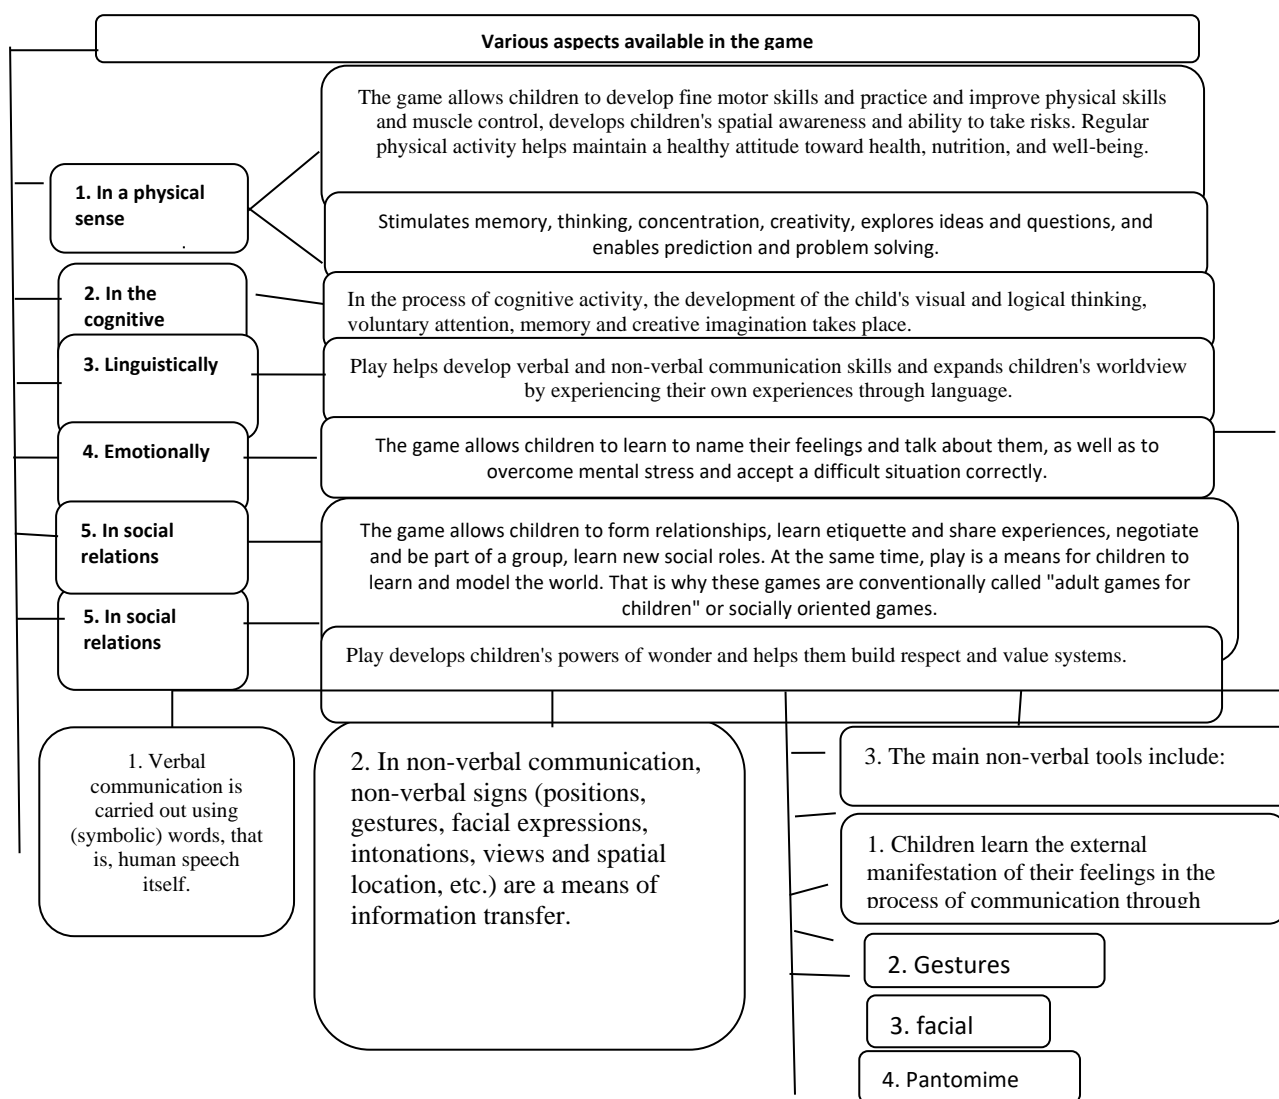 Various aspects available in the game
The game allows children to develop fine motor skills and practice and improve physical skills
and muscle control, develops children's spatial awareness and ability to take risks. Regular
physical activity helps maintain a healthy attitude toward health, nutrition, and well-being.
1. In a physical
sense
.
Stimulates memory, thinking, concentration, creativity, explores ideas and questions, and
enables prediction and problem solving.
2. In the
cognitive
In the process of cognitive activity, the development of the child's visual and logical thinking,
voluntary attention, memory and creative imagination takes place.
3. Linguistically
Play helps develop verbal and non-verbal communication skills and expands children's worldview
by experiencing their own experiences through language.
4. Emotionally
The game allows children to learn to name their feelings and talk about them, as well as to
overcome mental stress and accept a difficult situation correctly.
5. In social
relations
The game allows children to form relationships, learn etiquette and share experiences, negotiate
and be part of a group, learn new social roles. At the same time, play is a means for children to
learn and model the world. That is why these games are conventionally called "adult games for
children" or socially oriented games.
5. In social
relations
Play develops children's powers of wonder and helps them build respect and value systems.
1. Verbal
communication is
carried out using
(symbolic) words, that
is, human speech
itself.
2. In non-verbal communication,
non-verbal signs (positions,
gestures, facial expressions,
intonations, views and spatial
location, etc.) are a means of
information transfer.
3. The main non-verbal tools include:
1. Children learn the external
manifestation of their feelings in the
process of communication through
2. Gestures
3. facial
4. Pantomime